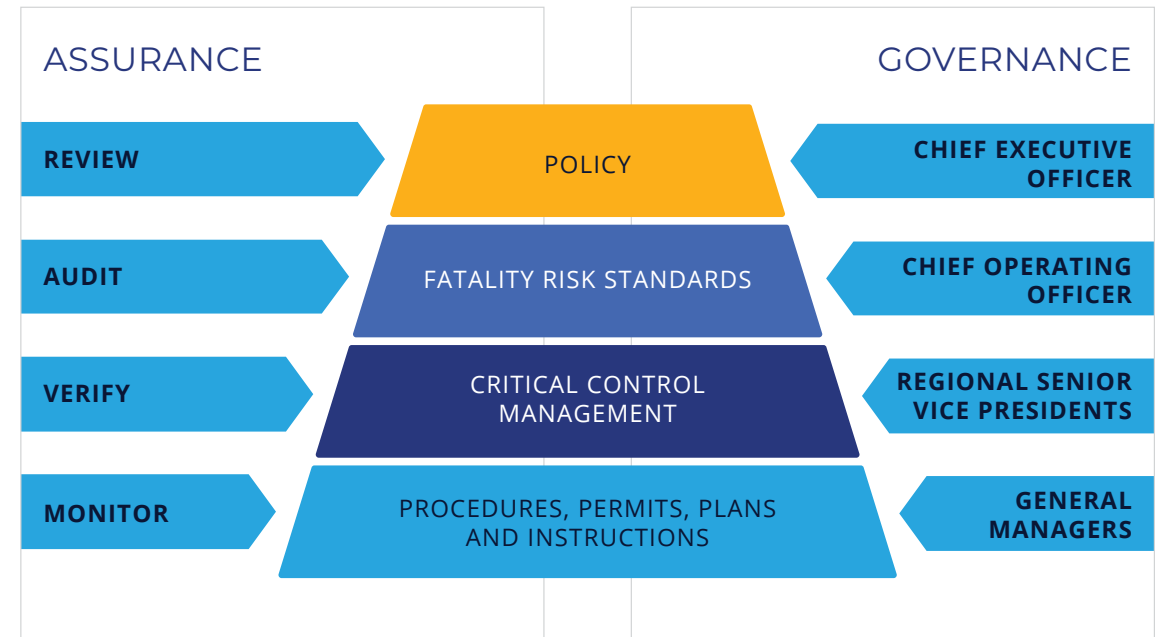 ASSURANCE
GOVERNANCE
REVIEW
POLICY
CHIEF EXECUTIVE
OFFICER
AUDIT
FATALITY RISK STANDARDS
CHIEF OPERATING
OFFICER
VERIFY
CRITICAL CONTROL
MANAGEMENT
REGIONAL SENIOR
VICE PRESIDENTS
MONITOR
PROCEDURES, PERMITS, PLANS
AND INSTRUCTIONS
GENERAL
MANAGERS